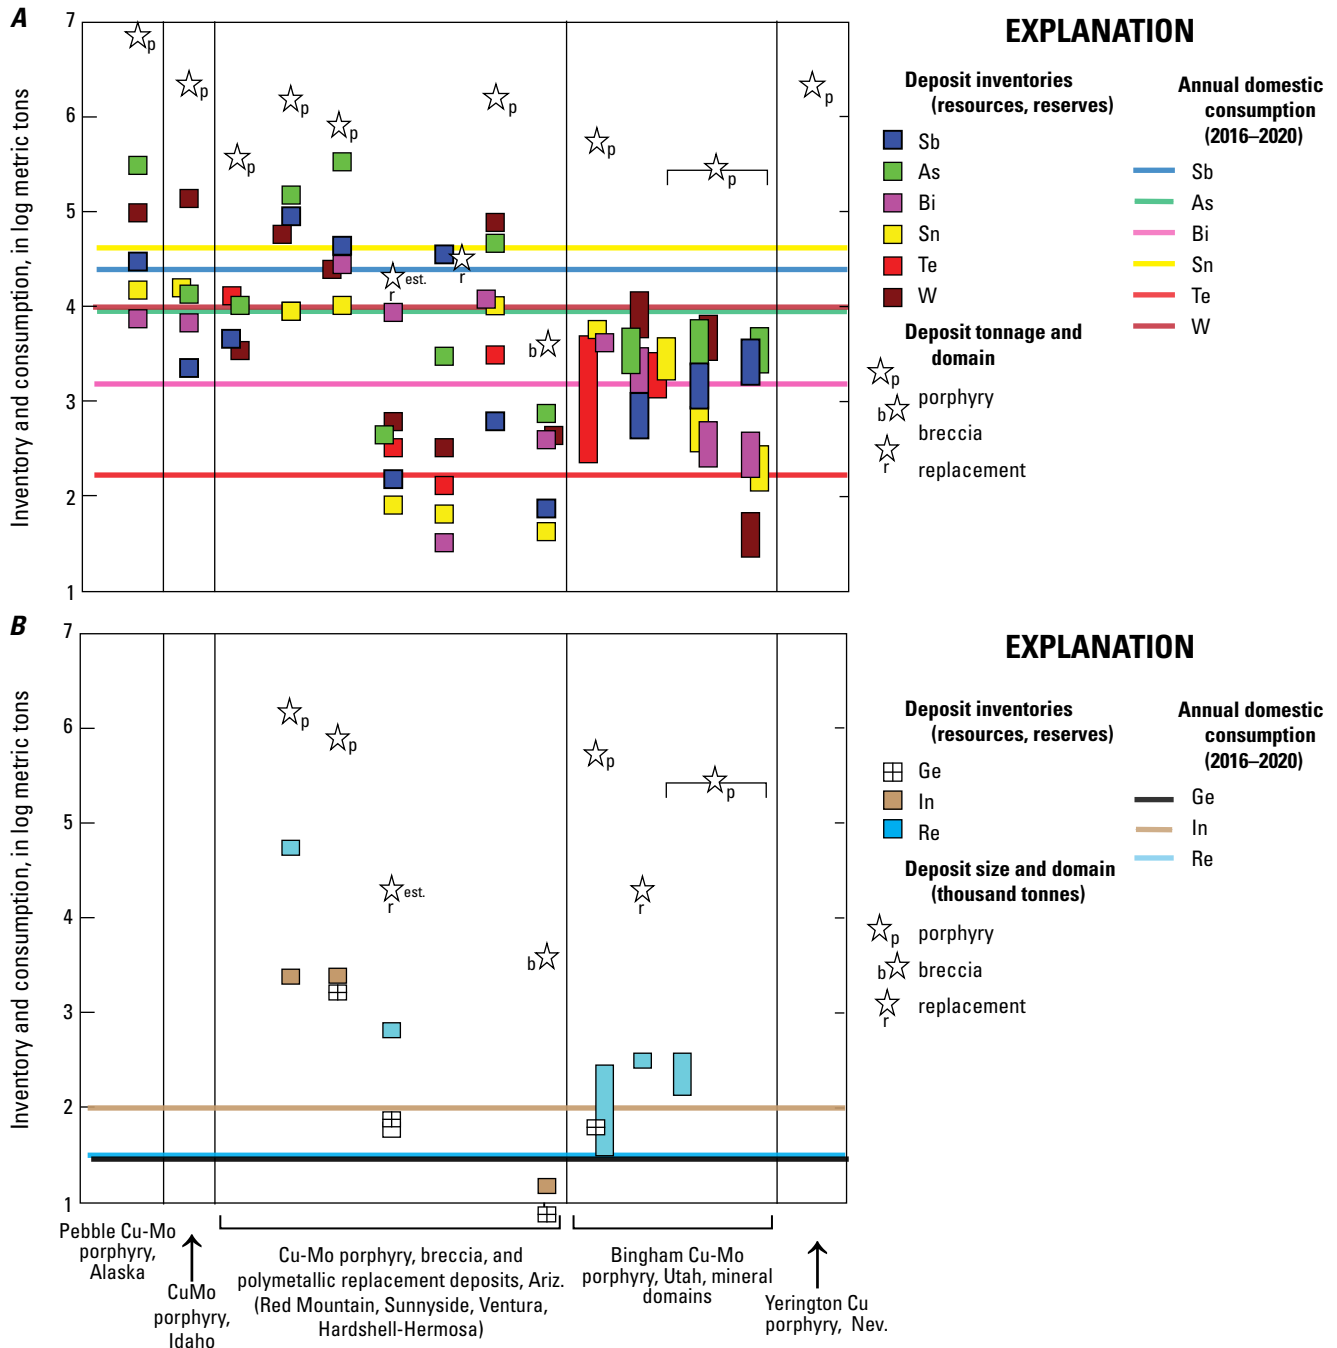 A
Inventory and consumption, in log metric tons
7
6
5
4
3
2
1
p
p
p
p
p
r
est.
r
p
b
p
p
p
EXPLANATION
Deposit inventories
(resources, reserves)
Sb
As
Bi
Sn
Te
W
Deposit tonnage and
domain
p porphyry
b breccia
r replacement
Annual domestic
consumption
(2016–2020)
Sb
As
Bi
Sn
Te
W
B
Inventory and consumption, in log metric tons
7
6
5
4
3
2
1
p
p
r
est.
b
p
r
p
EXPLANATION
Deposit inventories
(resources, reserves)
Ge
In
Re
Deposit size and domain
(thousand tonnes)
p porphyry
b breccia
r replacement
Annual domestic
consumption
(2016–2020)
Ge
In
Re
Pebble Cu-Mo
porphyry,
Alaska
CuMo
porphyry,
Idaho
Cu-Mo porphyry, breccia, and
polymetallic replacement deposits, Ariz.
(Red Mountain, Sunnyside, Ventura,
Hardshell-Hermosa)
Bingham Cu-Mo
porphyry, Utah, mineral
domains
Yerington Cu
porphyry, Nev.